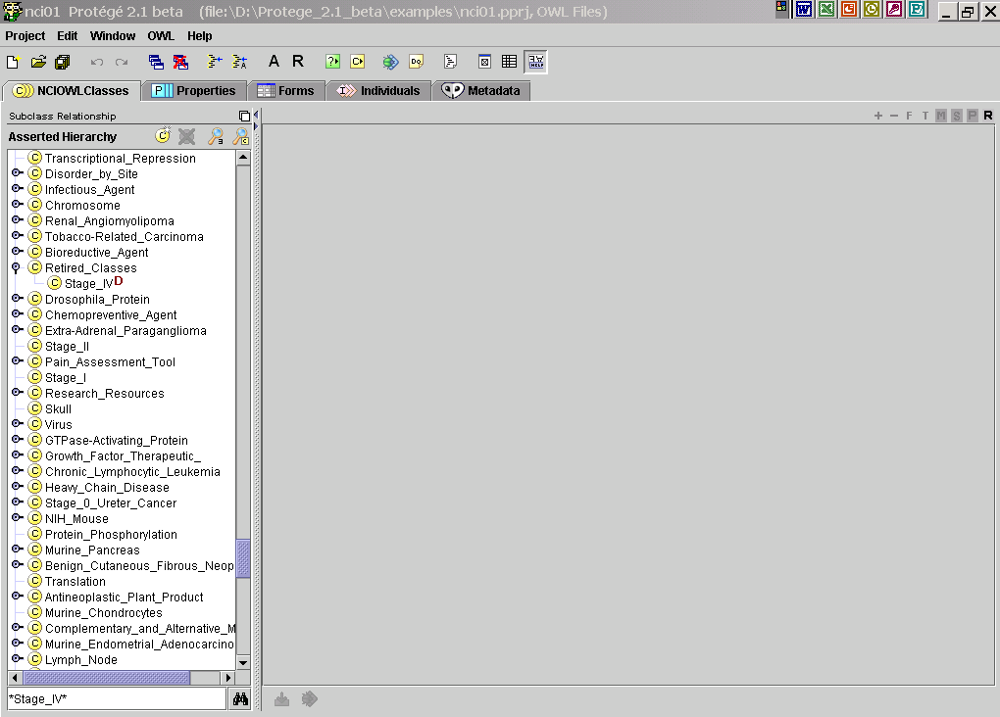 nci01  Protégé 2.1 beta   (file:\D:\Protege_2.1_beta\examples\nci01.pprj, OWL Files)
Project Edit Window OWL Help
A R
NCIOWLClasses Properties Forms Individuals Metadata
Subclass Relationship
+ − F T M S P R
Asserted Hierarchy
Transcriptional_Repression
Disorder_by_Site
Infectious_Agent
Chromosome
Renal_Angiomyolipoma
Tobacco-Related_Carcinoma
Bioreductive_Agent
Retired_Classes
Stage_IV D
Drosophila_Protein
Chemopreventive_Agent
Extra-Adrenal_Paraganglioma
Stage_II
Pain_Assessment_Tool
Stage_I
Research_Resources
Skull
Virus
GTPase-Activating_Protein
Growth_Factor_Therapeutic_
Chronic_Lymphocytic_Leukemia
Heavy_Chain_Disease
Stage_0_Ureter_Cancer
NIH_Mouse
Protein_Phosphorylation
Murine_Pancreas
Benign_Cutaneous_Fibrous_Neop
Translation
Antineoplastic_Plant_Product
Murine_Chondrocytes
Complementary_and_Alternative_M
Murine_Endometrial_Adenocarcino
Lymph_Node
*Stage_IV*